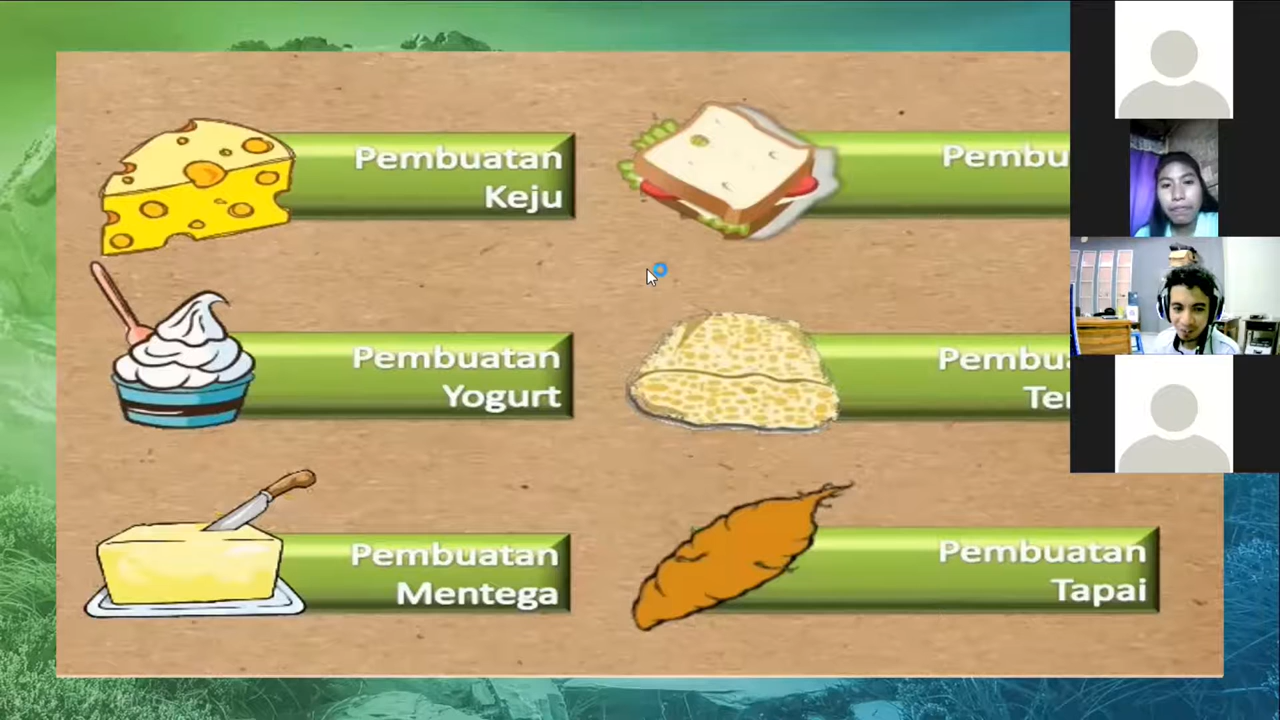 Pembuatan
Keju
Pembu
Pembuatan
Yogurt
Pembu
Te
Pembuatan
Mentega
Pembuatan
Tapai